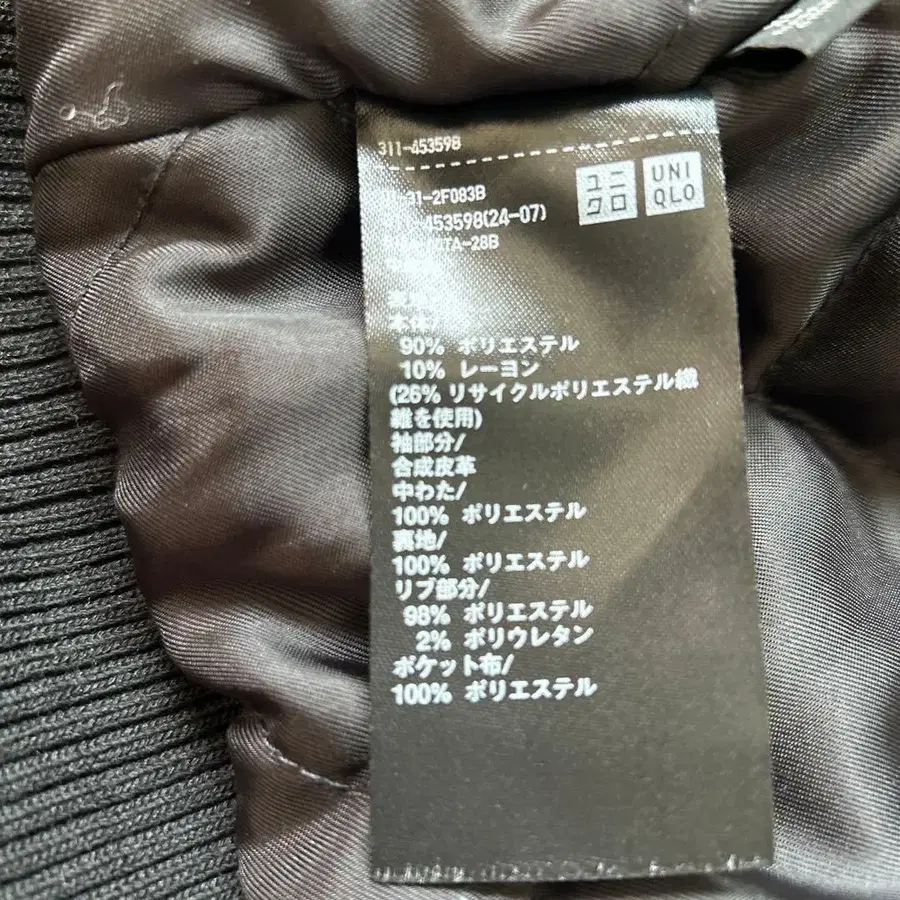 311-453598
31-2F083B
453598(24-07)
TA-28B
ユニ
クロ
UNI
QLO
本体/
90% ポリエステル
10% レーヨン
(26% リサイクルポリエステル繊
維を使用)
袖部分/
合成皮革
中わた/
100% ポリエステル
裏地/
100% ポリエステル
リブ部分/
98% ポリエステル
2% ポリウレタン
ポケット布/
100% ポリエステル